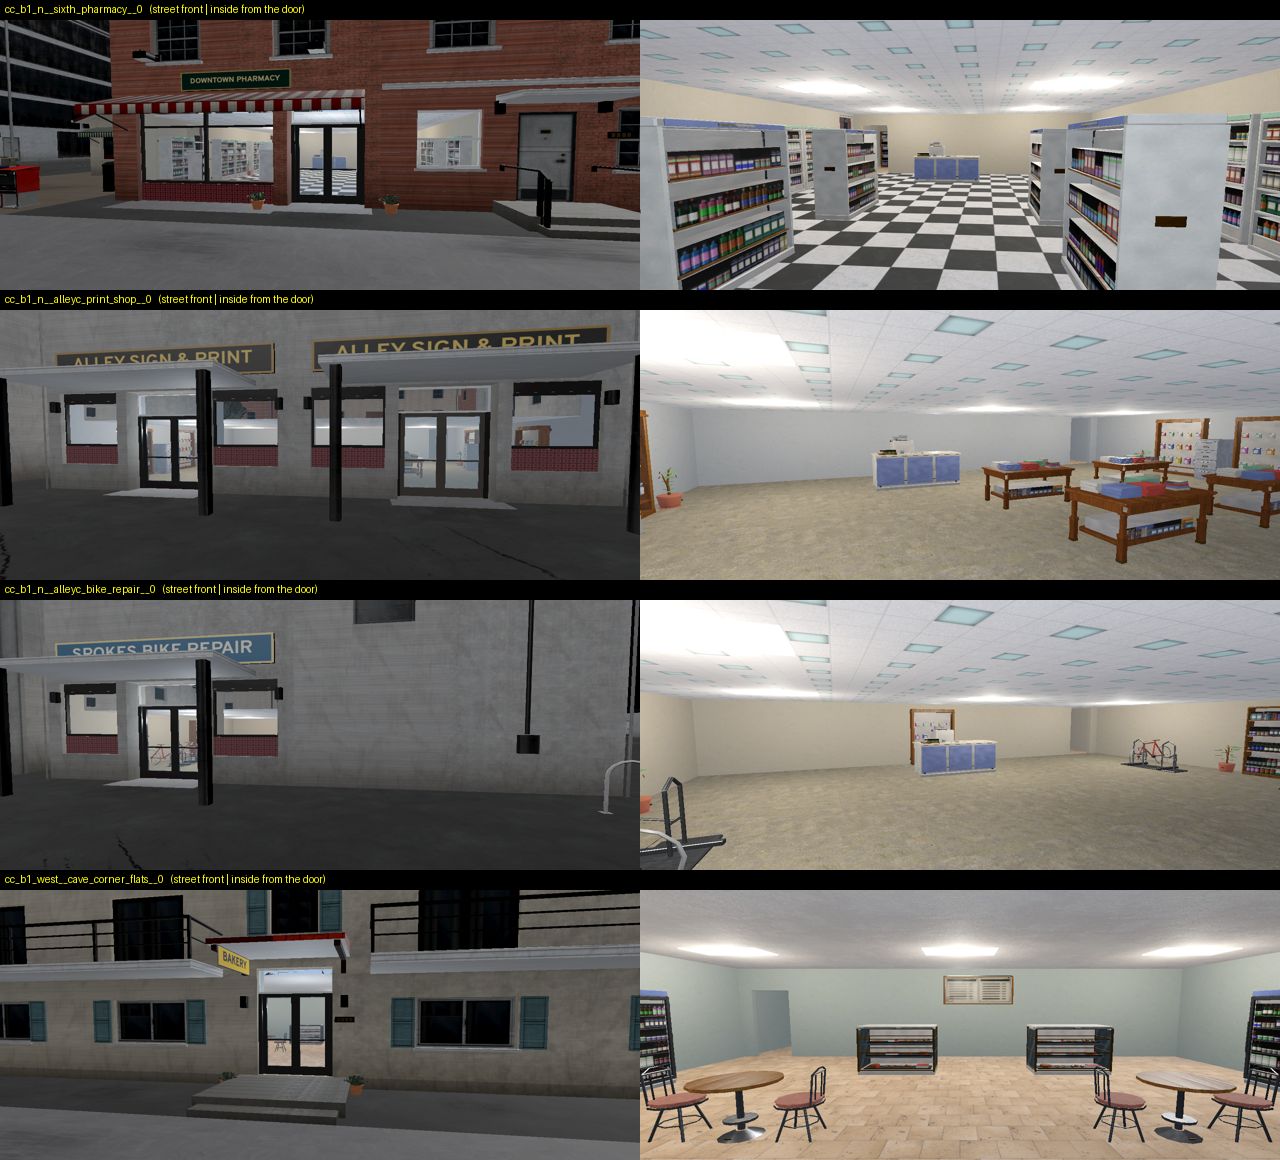 cc_b1_n__sixth_pharmacy__0 (street front | inside from the door)
DOWNTOWN PHARMACY
cc_b1_n__alleyc_print_shop__0 (street front | inside from the door)
ALLEY SIGN & PRINT
ALLEY SIGN & PRINT
cc_b1_n__alleyc_bike_repair__0 (street front | inside from the door)
SPOKES BIKE REPAIR
cc_b1_west__cave_corner_flats__0 (street front | inside from the door)
BAKERY